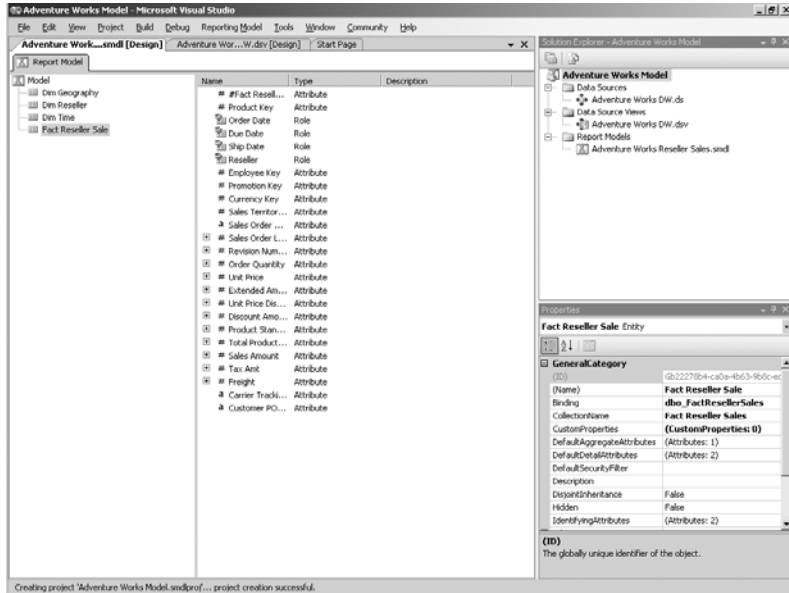 Adventure Works Model - Microsoft Visual Studio
File Edit View Project Build Debug Reporting Model Tools Window Community Help
Adventure Work....smdl [Design] Adventure Wor...W.dsv [Design] Start Page
Report Model
Model
Dim Geography
Dim Reseller
Dim Time
Fact Reseller Sale
Name Type Description
#Fact Resell... Attribute
Product Key Attribute
Order Date Role
Due Date Role
Ship Date Role
Reseller Role
Employee Key Attribute
Promotion Key Attribute
Currency Key Attribute
Sales Territor... Attribute
Sales Order ... Attribute
Sales Order L... Attribute
Revision Num... Attribute
Order Quantity Attribute
Unit Price Attribute
Extended Am... Attribute
Unit Price Dis... Attribute
Discount Amo... Attribute
Product Stan... Attribute
Total Product... Attribute
Sales Amount Attribute
Tax Amt Attribute
Freight Attribute
Carrier Tracki... Attribute
Customer PO... Attribute
Solution Explorer - Adventure Works Model
Adventure Works Model
Data Sources
Adventure Works DW.ds
Data Source Views
Adventure Works DW.dsv
Report Models
Adventure Works Reseller Sales.smdl
Properties
Fact Reseller Sale Entity
GeneralCategory
(ID) Gb22278b4-ca0a-4b63-9b8c-ec
(Name) Fact Reseller Sale
Binding dbo_FactResellerSales
CollectionName Fact Reseller Sales
CustomProperties (CustomProperties: 0)
DefaultAggregateAttributes (Attributes: 1)
DefaultDetailAttributes (Attributes: 2)
DefaultSecurityFilter
Description
DisjointInheritance False
Hidden False
IdentifyingAttributes (Attributes: 2)
(ID)
The globally unique identifier of the object.
Creating project 'Adventure Works Model.smdlproj'... project creation successful.